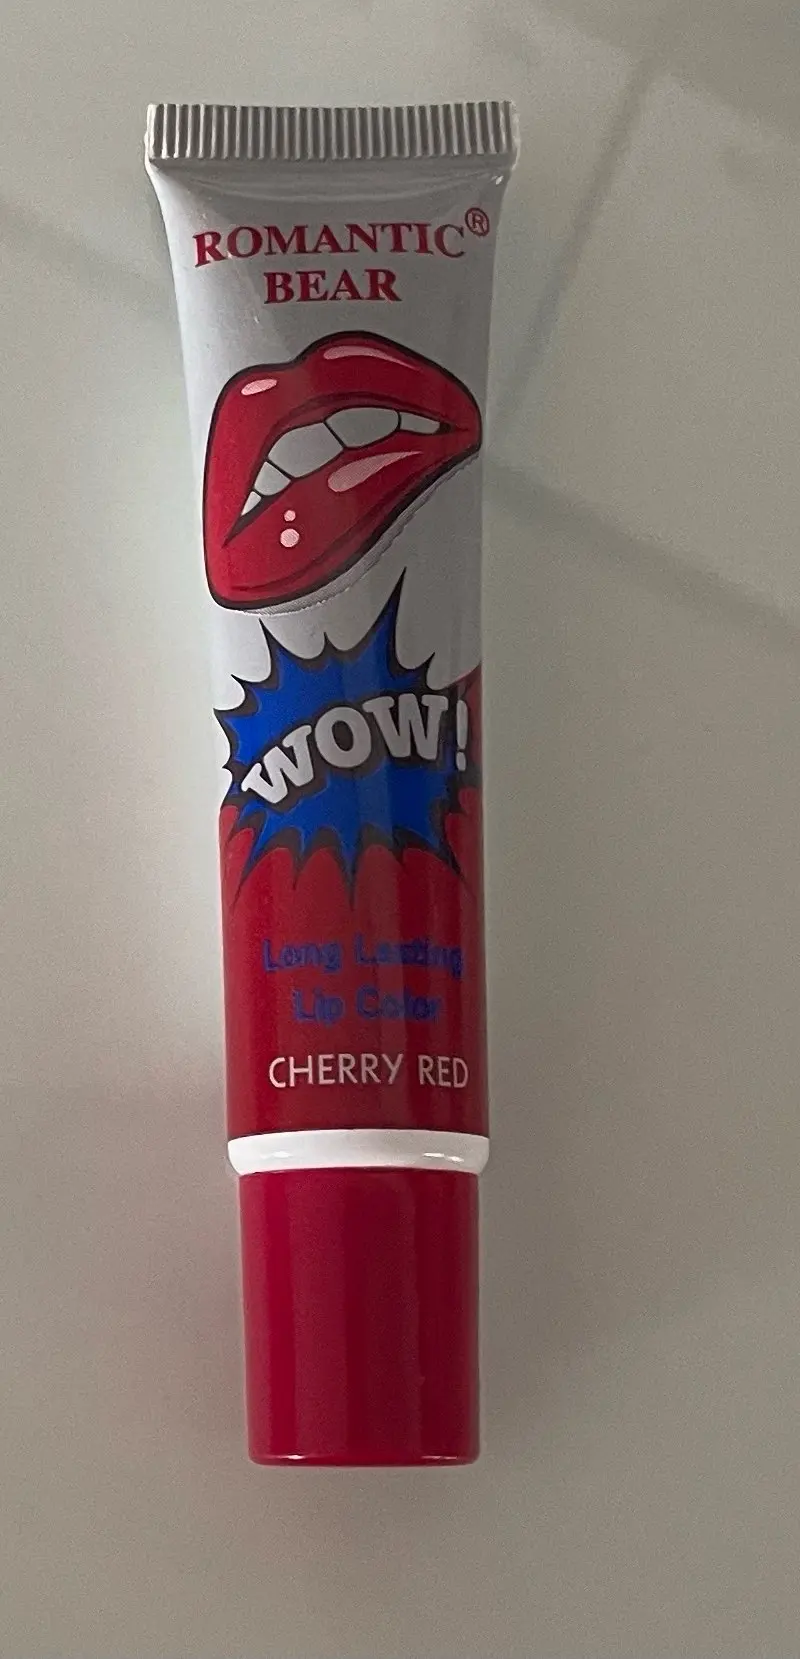 ROMANTIC®
BEAR
WOW!
Long Lasting
Lip Color
CHERRY RED